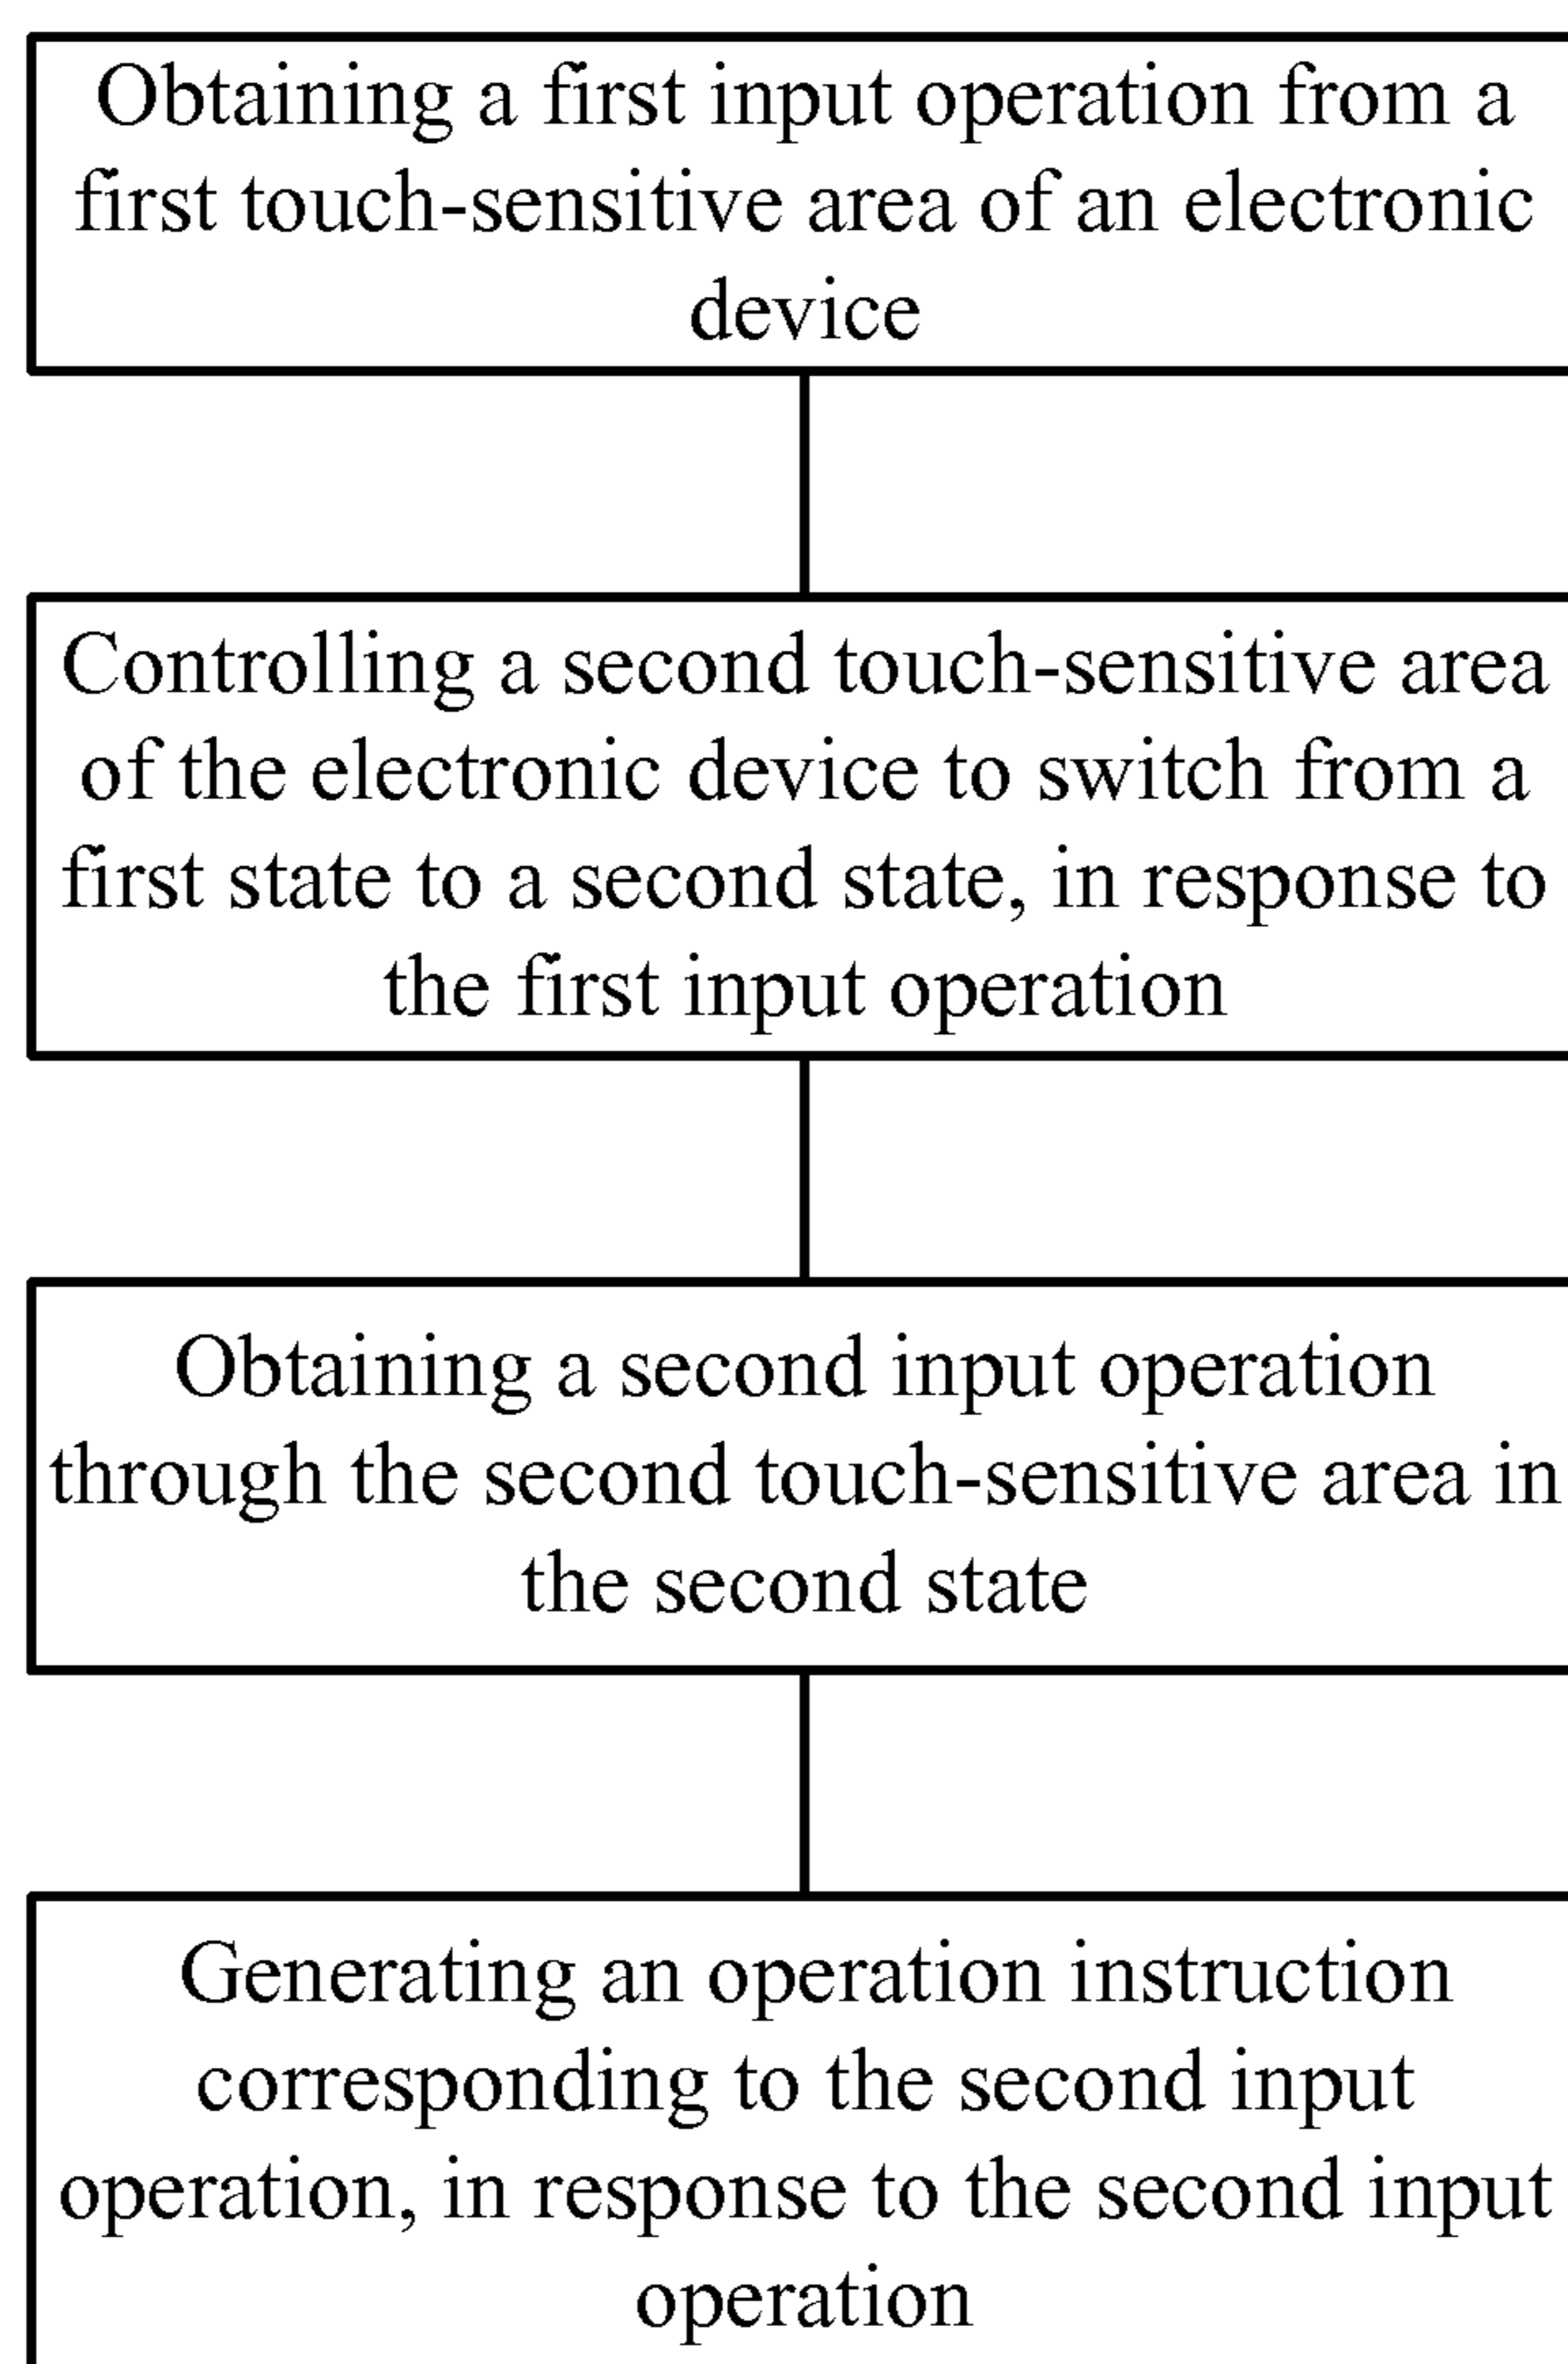 Obtaining a first input operation from a
first touch-sensitive area of an electronic
device
Controlling a second touch-sensitive area
of the electronic device to switch from a
first state to a second state, in response to
the first input operation
Obtaining a second input operation
through the second touch-sensitive area in
the second state
Generating an operation instruction
corresponding to the second input
operation, in response to the second input
operation